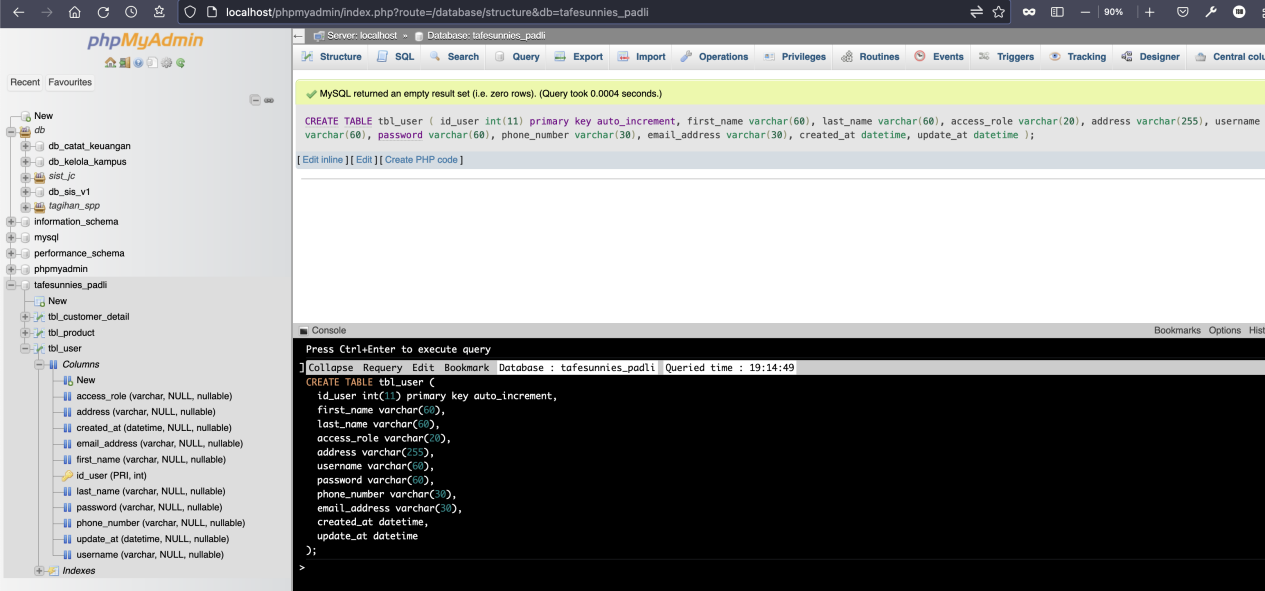 localhost/phpmyadmin/index.php?route=/database/structure&db=tafesunnies_padli
90%
phpMyAdmin
Recent Favourites
New
db
db_catat_keuangan
db_kelola_kampus
sist_jc
db_sis_v1
tagihan_spp
information_schema
mysql
performance_schema
phpmyadmin
tafesunnies_padli
New
tbl_customer_detail
tbl_product
tbl_user
Columns
New
access_role (varchar, NULL, nullable)
address (varchar, NULL, nullable)
created_at (datetime, NULL, nullable)
email_address (varchar, NULL, nullable)
first_name (varchar, NULL, nullable)
id_user (PRI, int)
last_name (varchar, NULL, nullable)
password (varchar, NULL, nullable)
phone_number (varchar, NULL, nullable)
update_at (datetime, NULL, nullable)
username (varchar, NULL, nullable)
Indexes
Server: localhost » Database: tafesunnies_padli
Structure SQL Search Query Export Import Operations Privileges Routines Events Triggers Tracking Designer Central colu
MySQL returned an empty result set (i.e. zero rows). (Query took 0.0004 seconds.)
CREATE TABLE tbl_user ( id_user int(11) primary key auto_increment, first_name varchar(60), last_name varchar(60), access_role varchar(20), address varchar(255), username
varchar(60), password varchar(60), phone_number varchar(30), email_address varchar(30), created_at datetime, update_at datetime );
[ Edit inline ] [ Edit ] [ Create PHP code ]
Console Bookmarks Options Hist
Press Ctrl+Enter to execute query
] Collapse Requery Edit Bookmark Database : tafesunnies_padli Queried time : 19:14:49
CREATE TABLE tbl_user (
id_user int(11) primary key auto_increment,
first_name varchar(60),
last_name varchar(60),
access_role varchar(20),
address varchar(255),
username varchar(60),
password varchar(60),
phone_number varchar(30),
email_address varchar(30),
created_at datetime,
update_at datetime
);
>